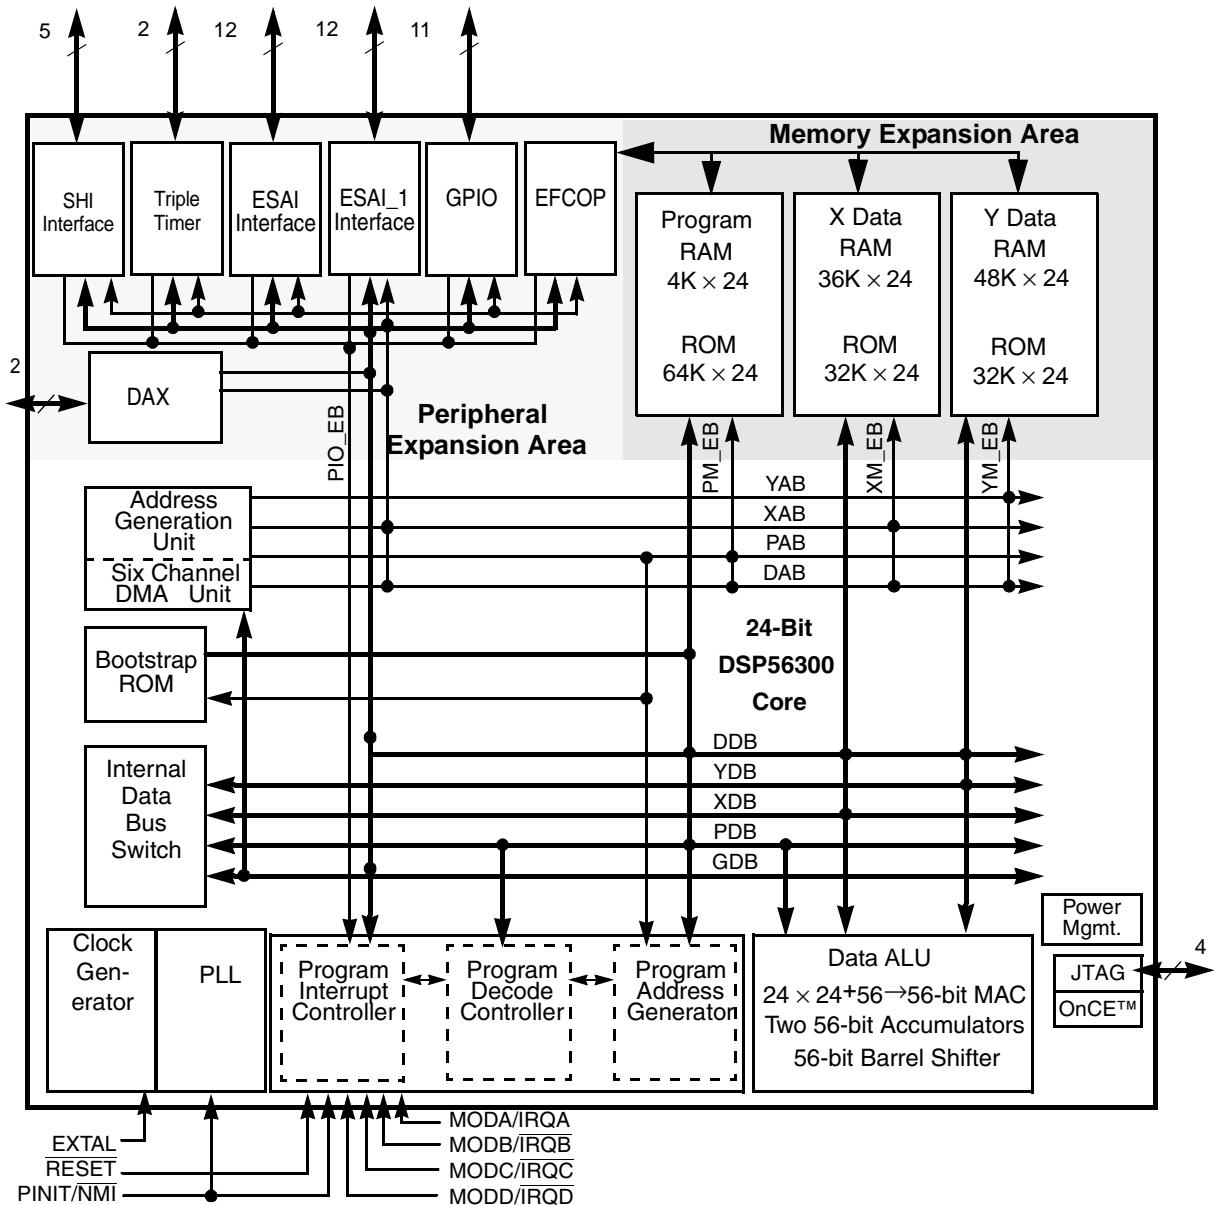 5
2
12
12
11
Memory Expansion Area
SHI
Interface
Triple
Timer
ESAI
Interface
ESAI_1
Interface
GPIO
EFCOP
Program
RAM
4K × 24
ROM
64K × 24
X Data
RAM
36K × 24
ROM
32K × 24
Y Data
RAM
48K × 24
ROM
32K × 24
2
DAX
Peripheral
Expansion Area
PIO_EB
PM_EB
XM_EB
YM_EB
Address
Generation
Unit
Six Channel
DMA Unit
YAB
XAB
PAB
DAB
24-Bit
DSP56300
Core
Bootstrap
ROM
Internal
Data
Bus
Switch
DDB
YDB
XDB
PDB
GDB
Clock
Gen-
erator
PLL
Program
Interrupt
Controller
Program
Decode
Controller
Program
Address
Generator
Data ALU
24 × 24+56→56-bit MAC
Two 56-bit Accumulators
56-bit Barrel Shifter
Power
Mgmt.
JTAG
OnCE™
4
EXTAL
RESET
PINIT/NMI
MODA/IRQA
MODB/IRQB
MODC/IRQC
MODD/IRQD